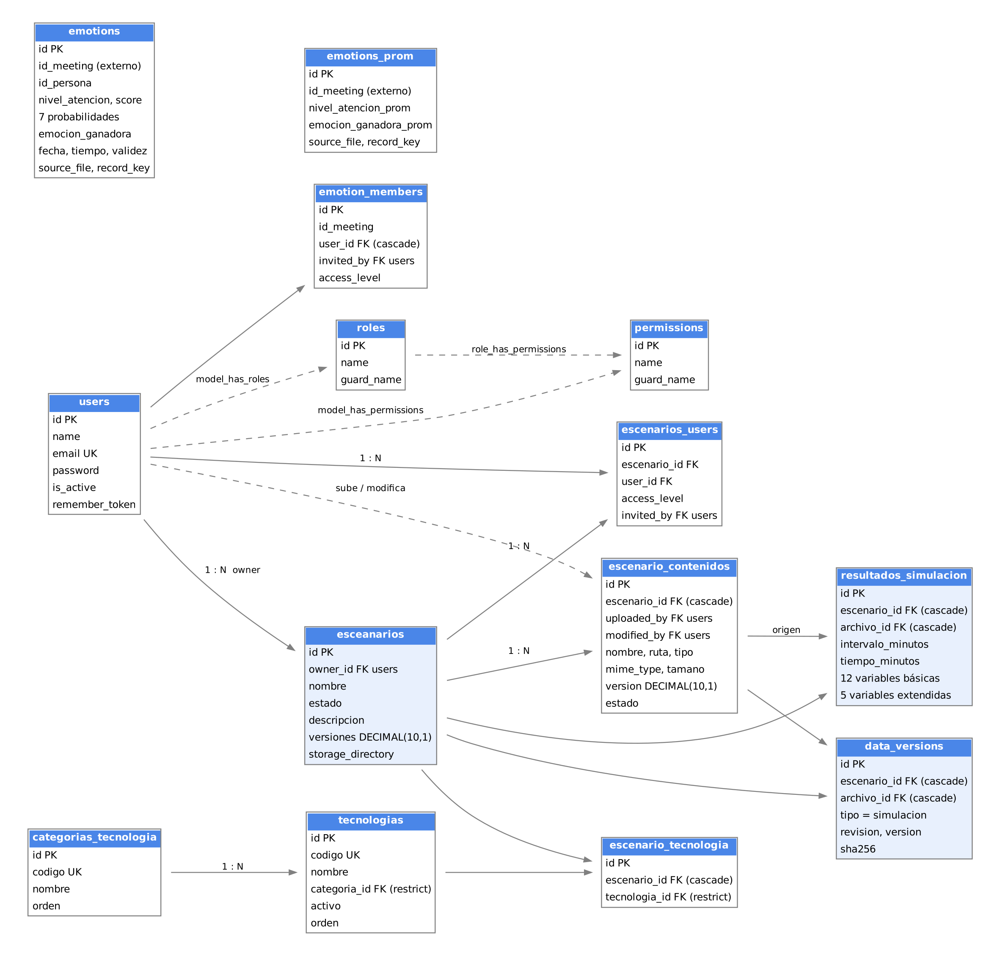 emotions
id PK
id_meeting (externo)
id_persona
nivel_atencion, score
7 probabilidades
emocion_ganadora
fecha, tiempo, validez
source_file, record_key
emotions_prom
id PK
id_meeting (externo)
nivel_atencion_prom
emocion_ganadora_prom
source_file, record_key
emotion_members
id PK
id_meeting
user_id FK (cascade)
invited_by FK users
access_level
roles
id PK
name
guard_name
role_has_permissions
permissions
id PK
name
guard_name
model_has_roles
model_has_permissions
users
id PK
name
email UK
password
is_active
remember_token
1 : N
sube / modifica
escenarios_users
id PK
escenario_id FK
user_id FK
access_level
invited_by FK users
1 : N
1 : N owner
escenario_contenidos
id PK
escenario_id FK (cascade)
uploaded_by FK users
modified_by FK users
nombre, ruta, tipo
mime_type, tamano
version DECIMAL(10,1)
estado
origen
resultados_simulacion
id PK
escenario_id FK (cascade)
archivo_id FK (cascade)
intervalo_minutos
tiempo_minutos
12 variables básicas
5 variables extendidas
esceanarios
id PK
owner_id FK users
nombre
estado
descripcion
versiones DECIMAL(10,1)
storage_directory
1 : N
data_versions
id PK
escenario_id FK (cascade)
archivo_id FK (cascade)
tipo = simulacion
revision, version
sha256
categorias_tecnologia
id PK
codigo UK
nombre
orden
1 : N
tecnologias
id PK
codigo UK
nombre
categoria_id FK (restrict)
activo
orden
escenario_tecnologia
id PK
escenario_id FK (cascade)
tecnologia_id FK (restrict)